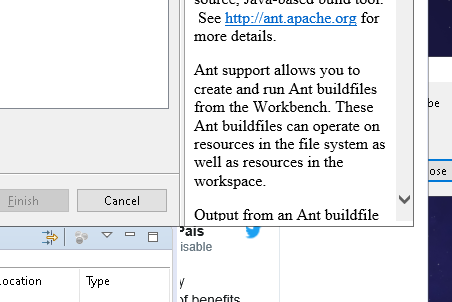 source, Java-based build tool.
See http://ant.apache.org for
more details.
Ant support allows you to
create and run Ant buildfiles
from the Workbench. These
Ant buildfiles can operate on
resources in the file system as
well as resources in the
workspace.
Output from an Ant buildfile
Finish
Cancel
be
ose
País
isable
ocation
Type
y
of benefits